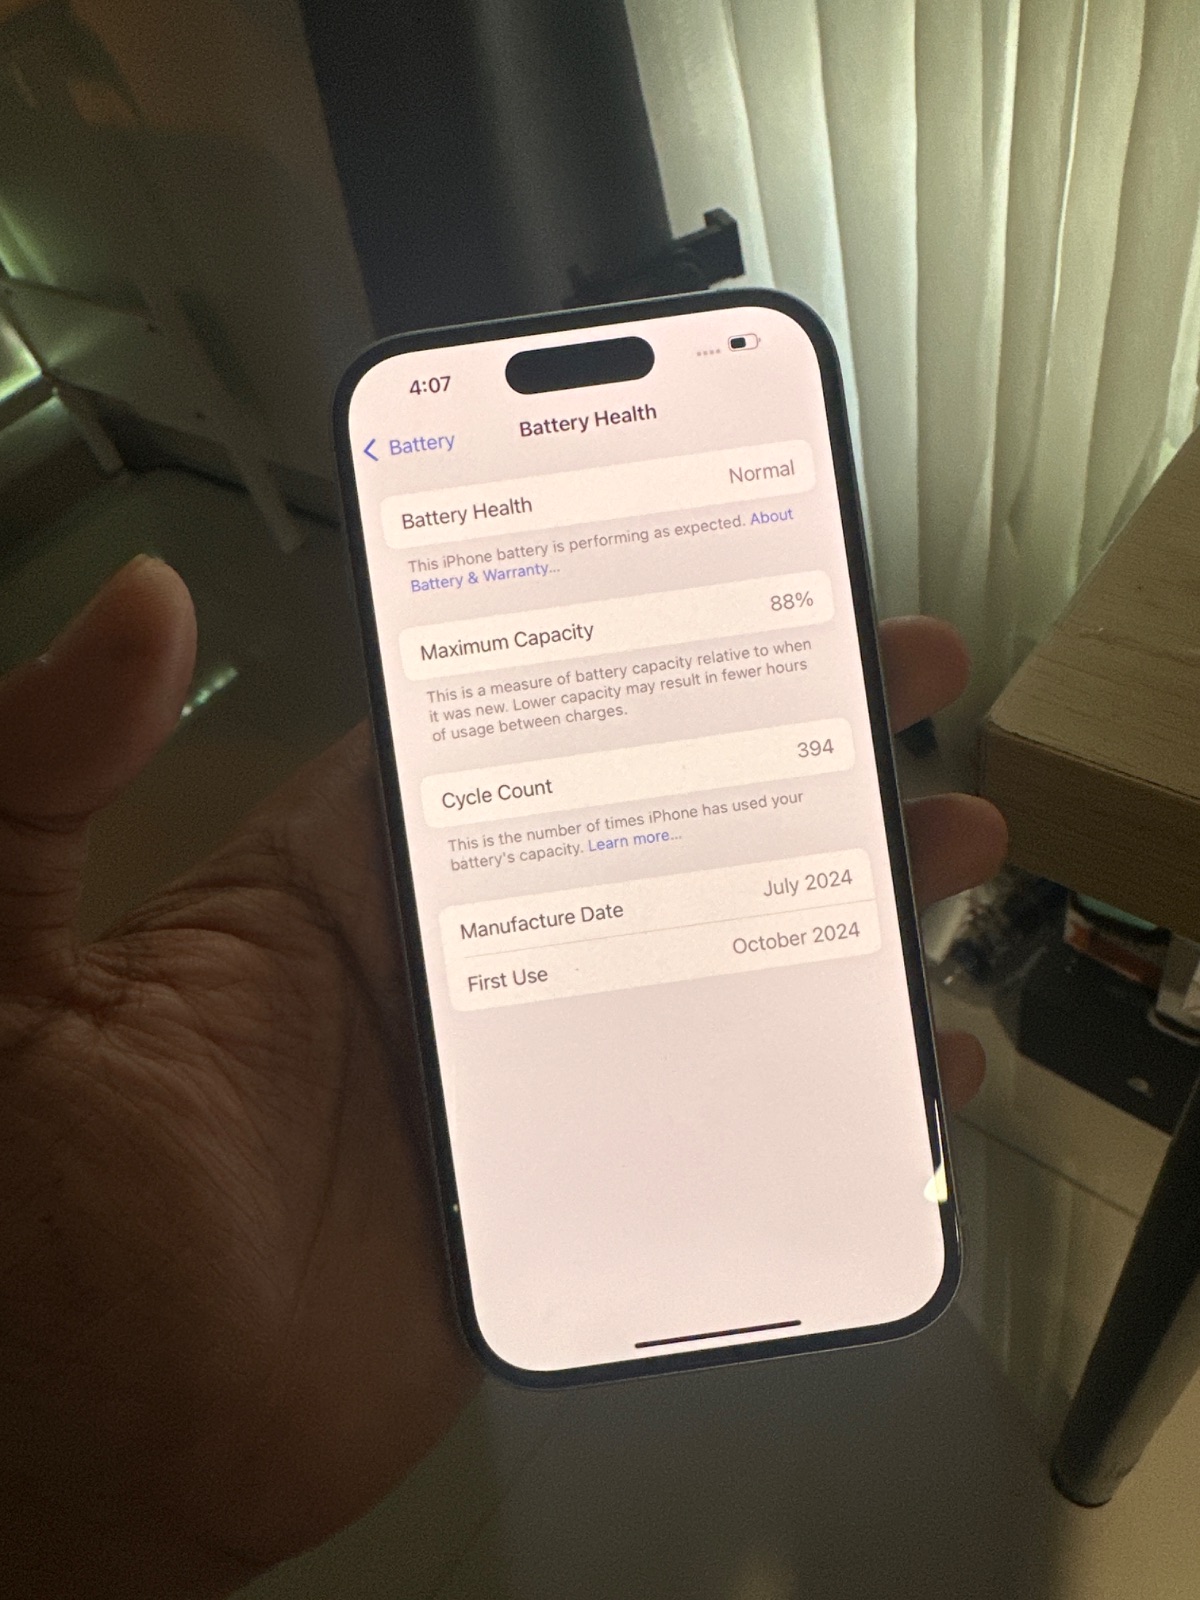 4:07
Battery
Battery Health
Battery Health
Normal
This iPhone battery is performing as expected. About
Battery & Warranty...
Maximum Capacity
88%
This is a measure of battery capacity relative to when
it was new. Lower capacity may result in fewer hours
of usage between charges.
Cycle Count
394
This is the number of times iPhone has used your
battery's capacity. Learn more...
Manufacture Date
July 2024
First Use
October 2024